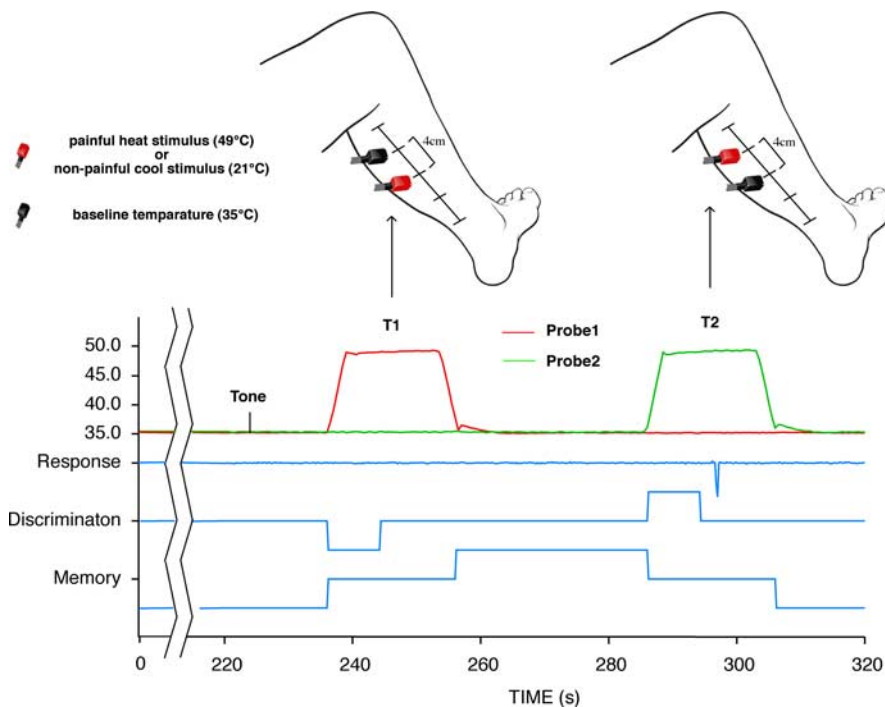 4cm
4cm
painful heat stimulus (49°C)
or
non-painful cool stimulus (21°C)
baseline temparature (35°C)
T1
Probe1
T2
Probe2
50.0
45.0
40.0
Tone
35.0
Response
Discriminaton
Memory
0
220
240
260
280
300
320
TIME (s)